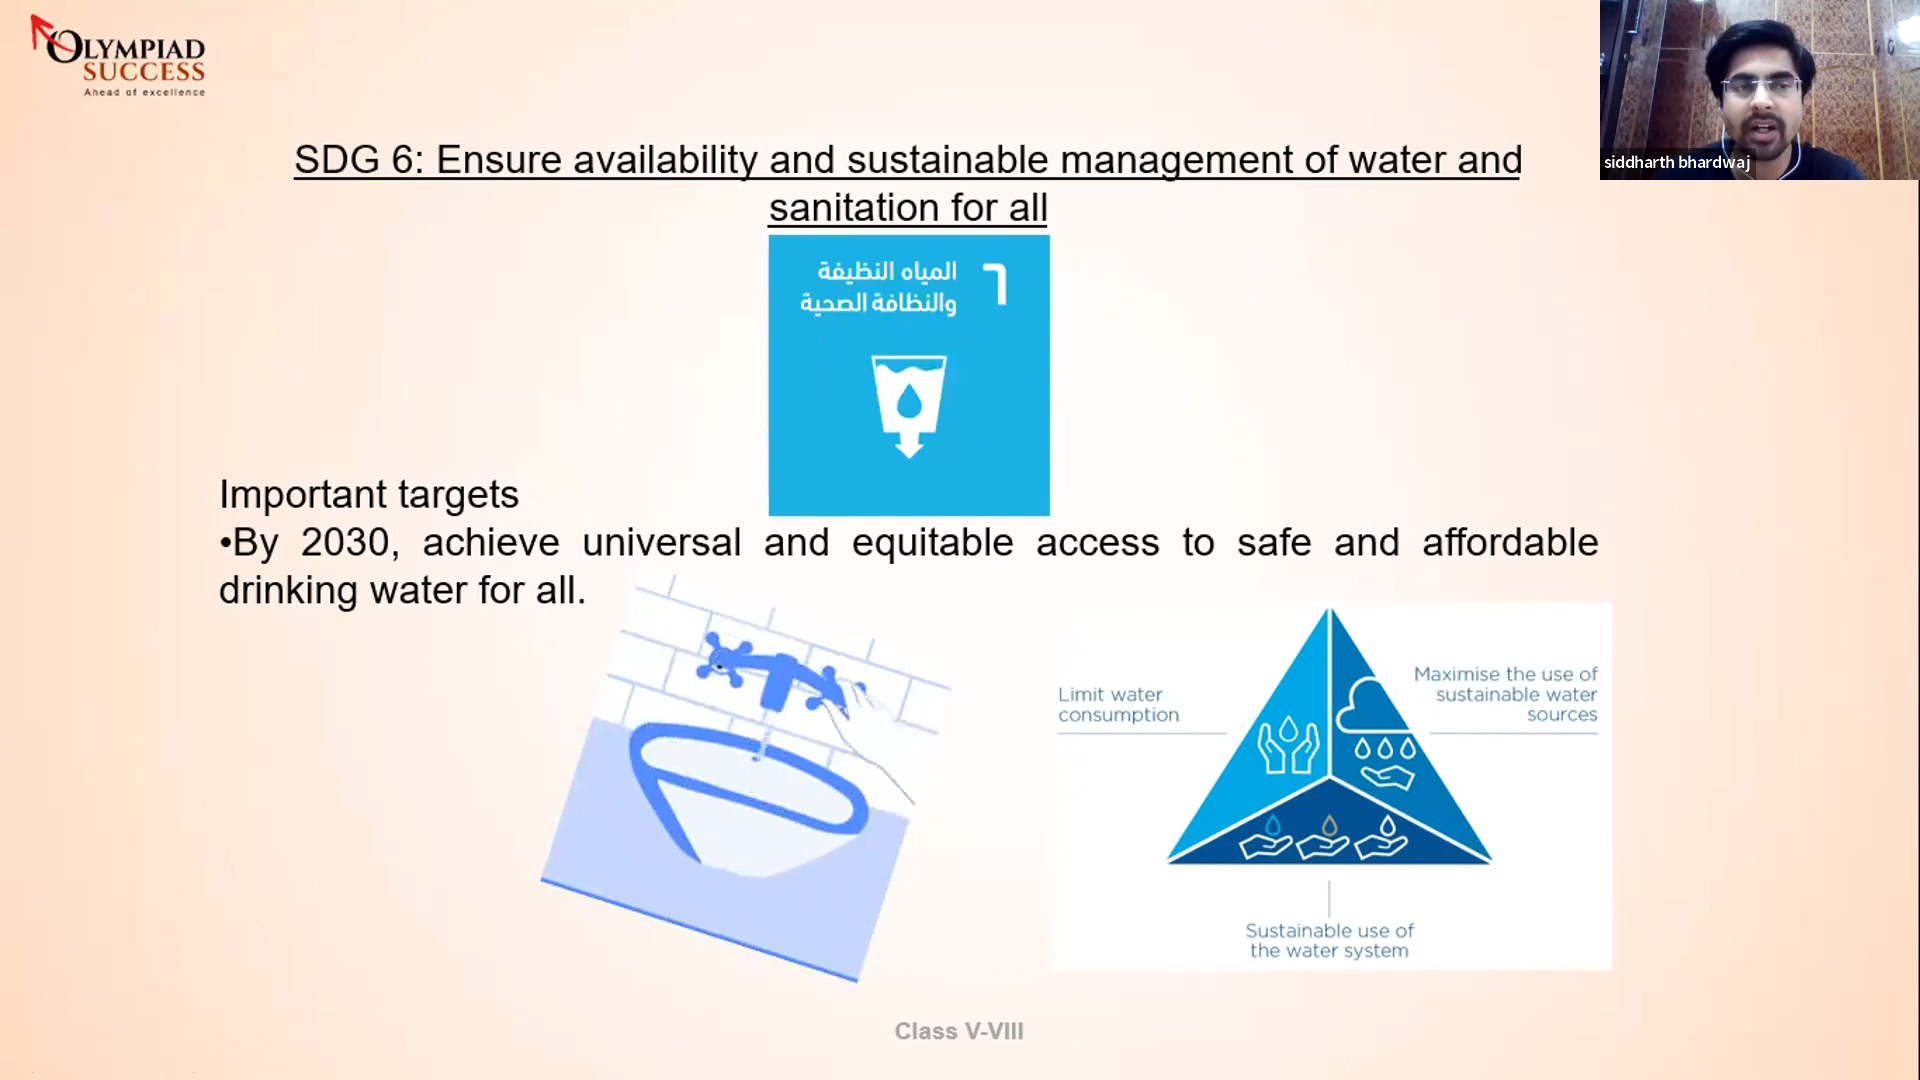 OLYMPIAD
SUCCESS
Ahead of excellence
siddharth bhardwaj
SDG 6: Ensure availability and sustainable management of water and
sanitation for all
٦ المياه النظيفة
والنظافة الصحية
Important targets
•By 2030, achieve universal and equitable access to safe and affordable
drinking water for all.
Limit water
consumption
Maximise the use of
sustainable water
sources
Sustainable use of
the water system
Class V-VIII